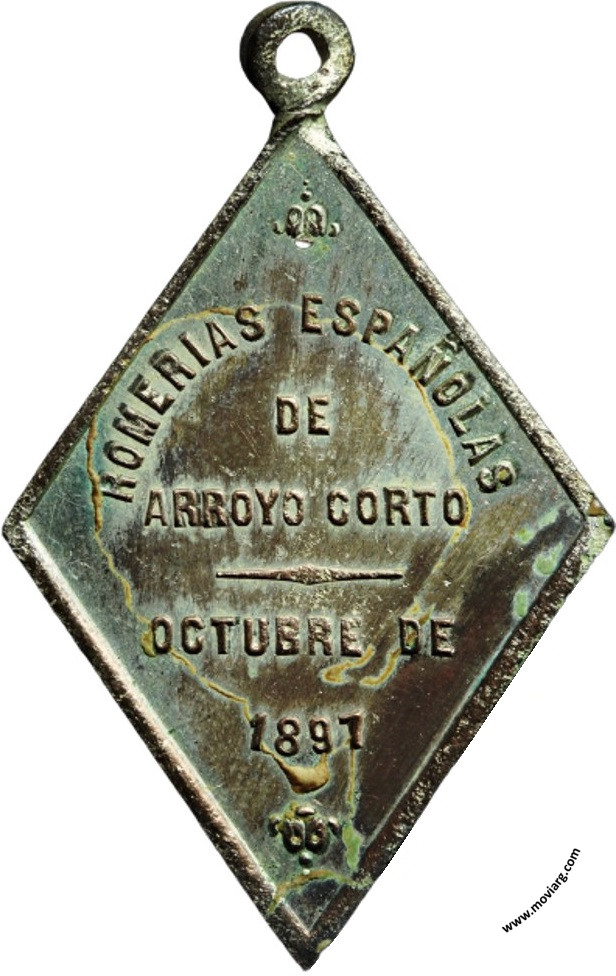 ROMERIAS ESPAÑOLAS
DE
ARROYO CORTO
OCTUBRE DE
1897
www.moviarg.com